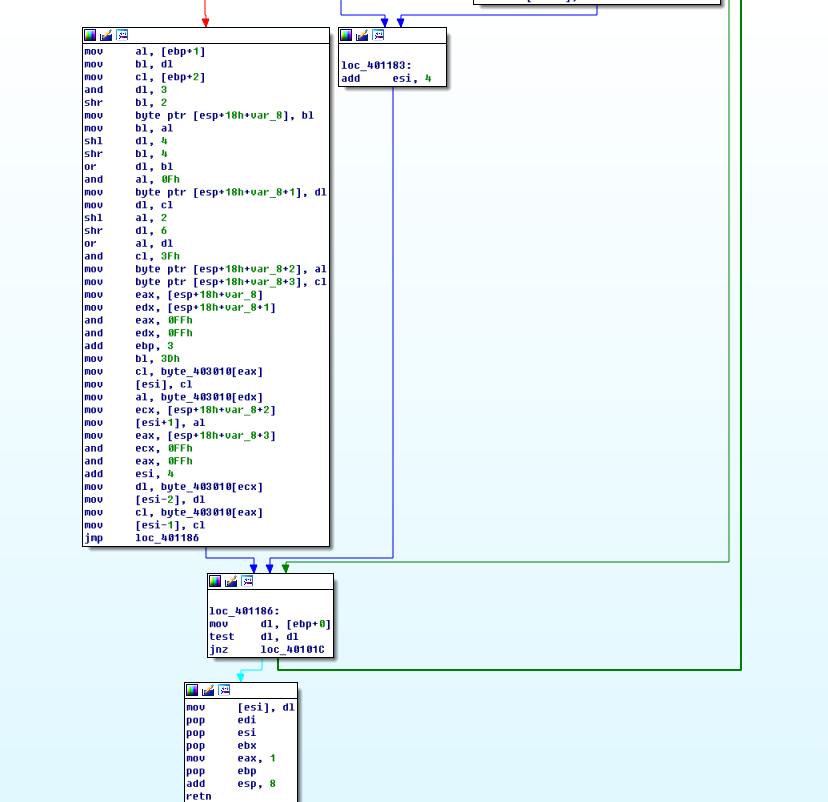 mov al, [ebp+1]
mov bl, dl
mov cl, [ebp+2]
and dl, 3
shr bl, 2
mov byte ptr [esp+18h+var_8], bl
mov bl, al
shl dl, 4
shr bl, 4
or dl, bl
and al, 0Fh
mov byte ptr [esp+18h+var_8+1], dl
mov dl, cl
shl al, 2
shr dl, 6
or al, dl
and cl, 3Fh
mov byte ptr [esp+18h+var_8+2], al
mov byte ptr [esp+18h+var_8+3], cl
mov eax, [esp+18h+var_8]
mov edx, [esp+18h+var_8+1]
and eax, 0FFh
and edx, 0FFh
add ebp, 3
mov bl, 3Dh
mov cl, byte_403010[eax]
mov [esi], cl
mov al, byte_403010[edx]
mov ecx, [esp+18h+var_8+2]
mov [esi+1], al
mov eax, [esp+18h+var_8+3]
and ecx, 0FFh
and eax, 0FFh
add esi, 4
mov dl, byte_403010[ecx]
mov [esi-2], dl
mov cl, byte_403010[eax]
mov [esi-1], cl
jmp loc_401186
loc_401183:
add esi, 4
loc_401186:
mov dl, [ebp+0]
test dl, dl
jnz loc_40101C
mov [esi], dl
pop edi
pop esi
pop ebx
mov eax, 1
pop ebp
add esp, 8
retn